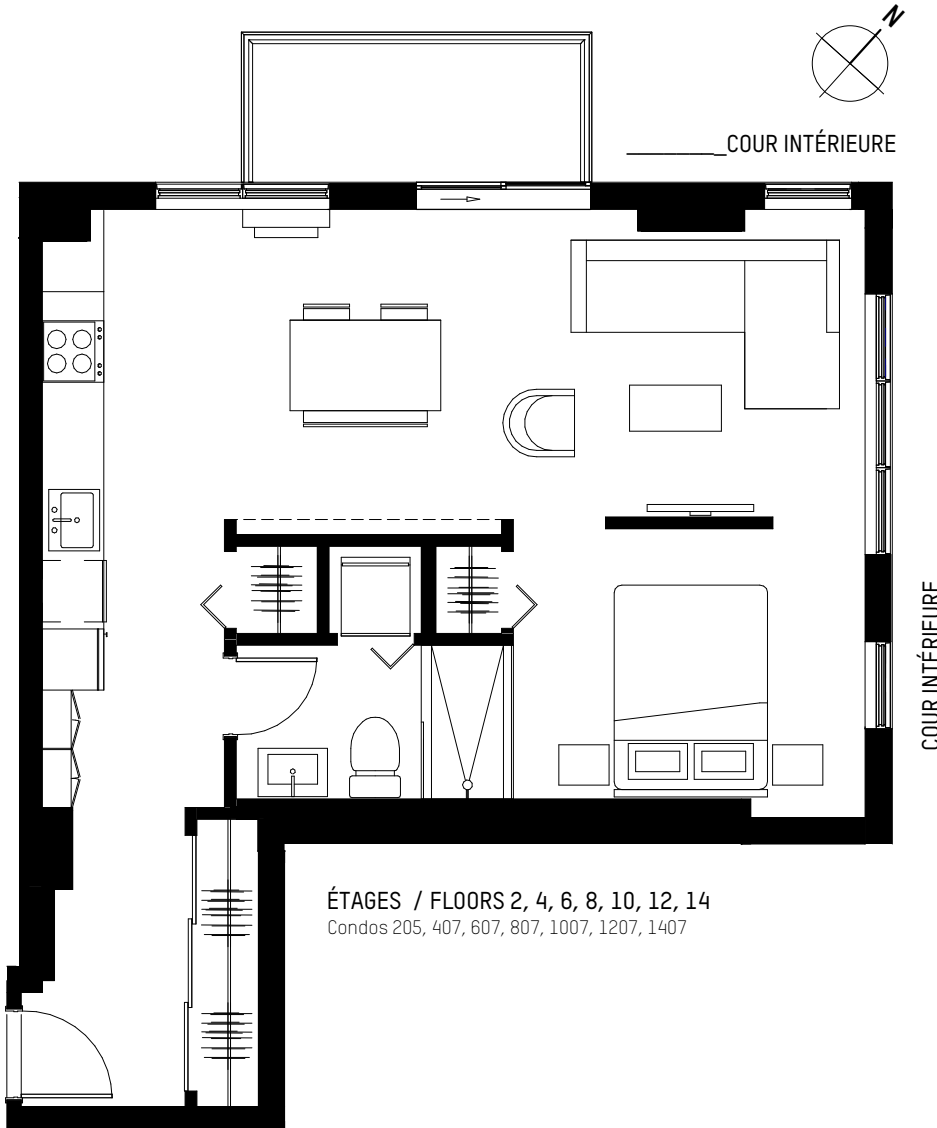 N
_______COUR INTÉRIEURE
COUR INTÉRIEURE
ÉTAGES / FLOORS 2, 4, 6, 8, 10, 12, 14
Condos 205, 407, 607, 807, 1007, 1207, 1407